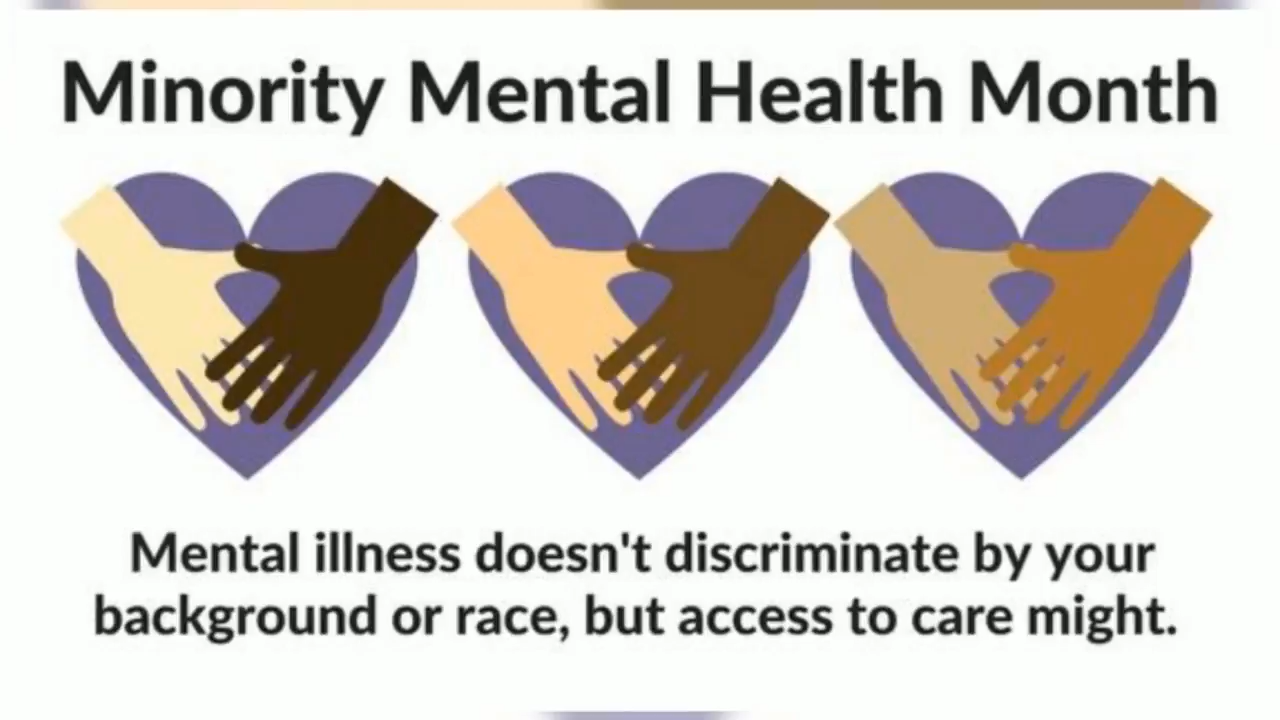 Minority Mental Health Month
Mental illness doesn't discriminate by your
background or race, but access to care might.